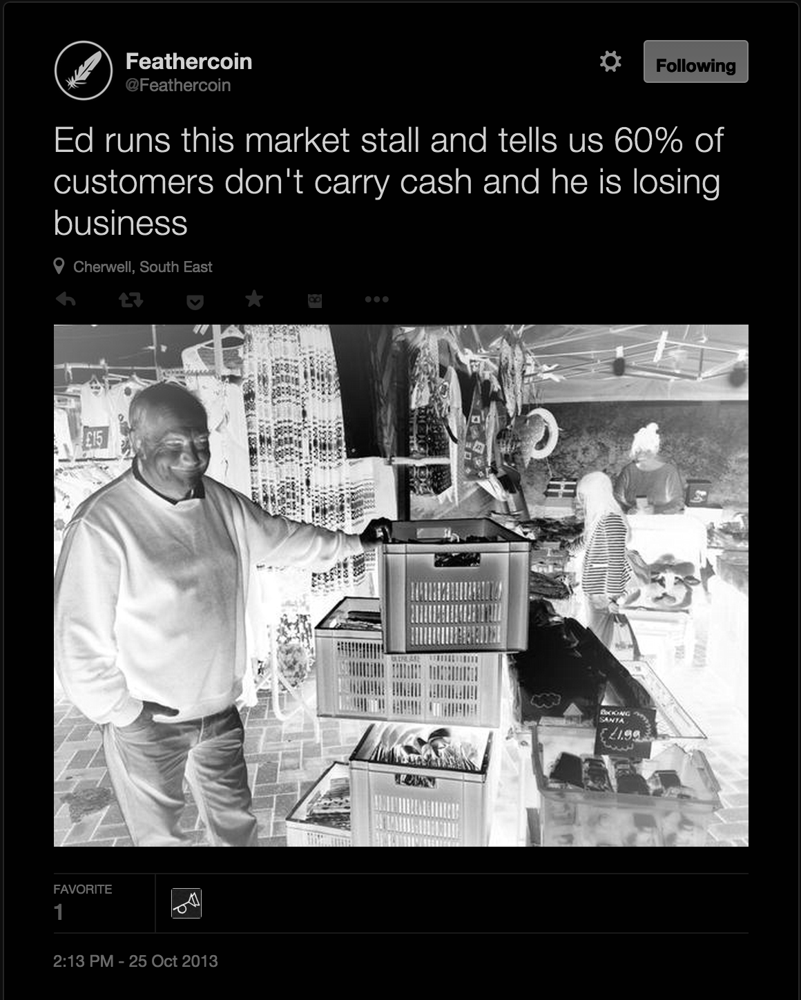 Feathercoin
@Feathercoin
Following
Ed runs this market stall and tells us 60% of
customers don't carry cash and he is losing
business
Cherwell, South East
£15
SANTA
£1.99
FAVORITE
1
2:13 PM - 25 Oct 2013